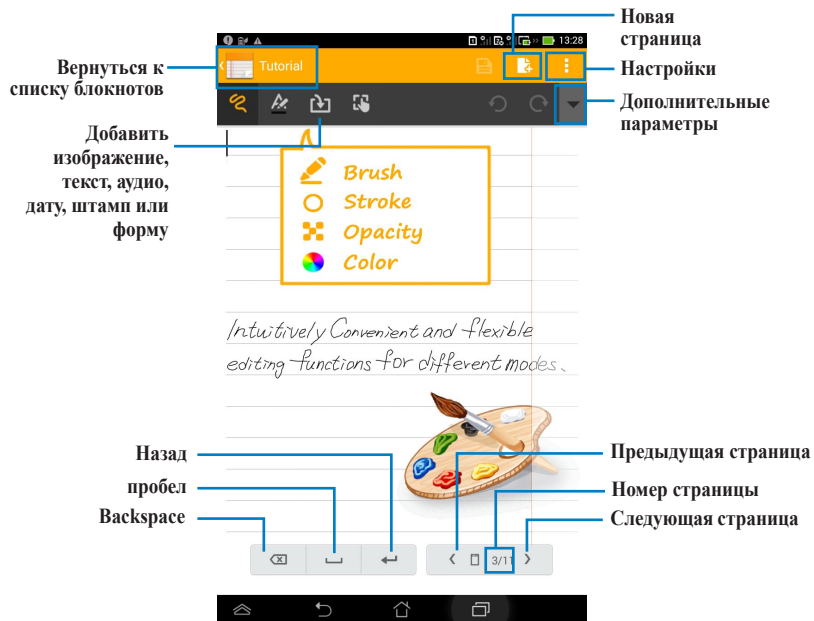 Новая
страница
13:28
Tutorial
Вернуться к
списку блокнотов
Настройки
Дополнительные
параметры
Добавить
изображение,
текст, аудио,
дату, штамп или
форму
Brush
Stroke
Opacity
Color
Intuitively Convenient and flexible
editing functions for different modes.
Назад
пробел
Backspace
Предыдущая страница
Номер страницы
Следующая страница
3/11